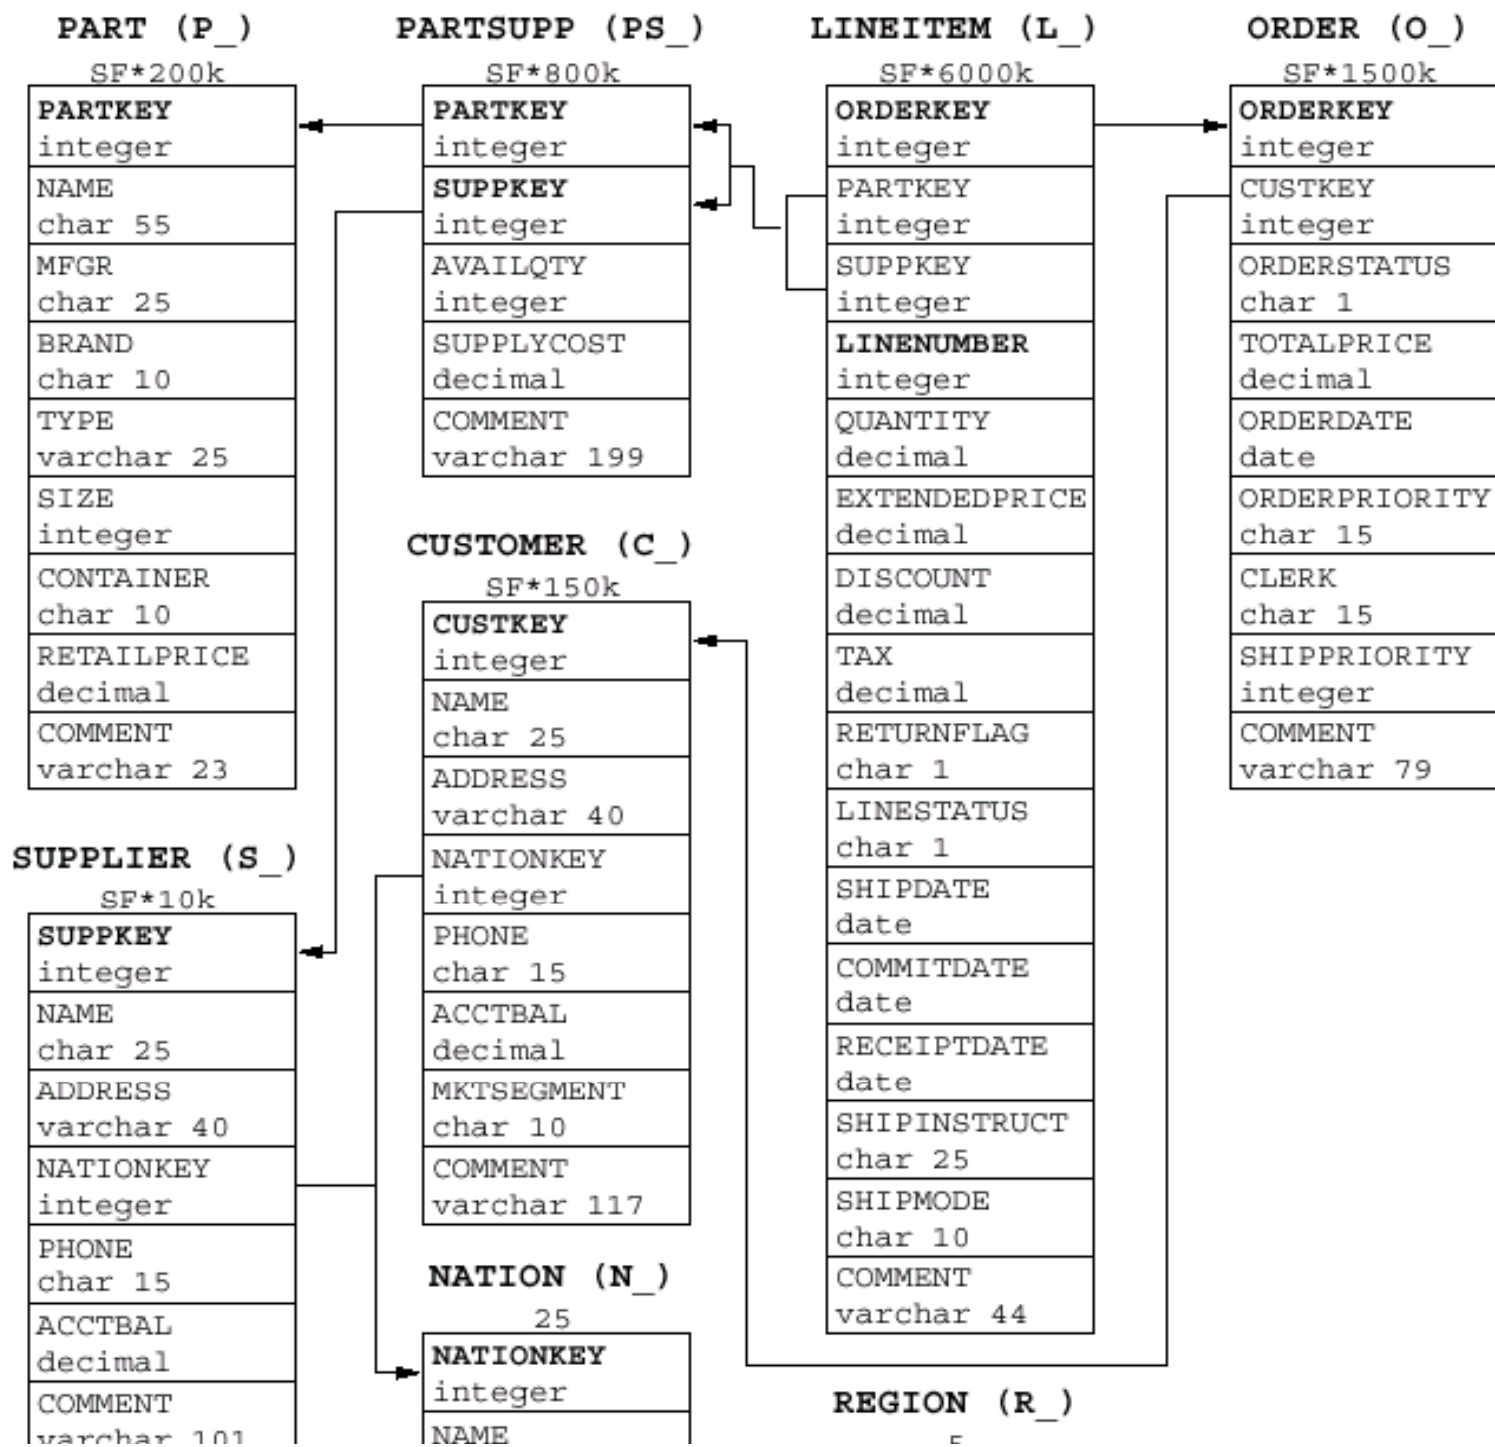 PART (P_)
SF*200k
PARTKEY
integer
NAME
char 55
MFGR
char 25
BRAND
char 10
TYPE
varchar 25
SIZE
integer
CONTAINER
char 10
RETAILPRICE
decimal
COMMENT
varchar 23
SUPPLIER (S_)
SF*10k
SUPPKEY
integer
NAME
char 25
ADDRESS
varchar 40
NATIONKEY
integer
PHONE
char 15
ACCTBAL
decimal
COMMENT
varchar 101
PARTSUPP (PS_)
SF*800k
PARTKEY
integer
SUPPKEY
integer
AVAILQTY
integer
SUPPLYCOST
decimal
COMMENT
varchar 199
CUSTOMER (C_)
SF*150k
CUSTKEY
integer
NAME
char 25
ADDRESS
varchar 40
NATIONKEY
integer
PHONE
char 15
ACCTBAL
decimal
MKTSEGMENT
char 10
COMMENT
varchar 117
NATION (N_)
25
NATIONKEY
integer
NAME
LINEITEM (L_)
SF*6000k
ORDERKEY
integer
PARTKEY
integer
SUPPKEY
integer
LINENUMBER
integer
QUANTITY
decimal
EXTENDEDPRICE
decimal
DISCOUNT
decimal
TAX
decimal
RETURNFLAG
char 1
LINESTATUS
char 1
SHIPDATE
date
COMMITDATE
date
RECEIPTDATE
date
SHIPINSTRUCT
char 25
SHIPMODE
char 10
COMMENT
varchar 44
REGION (R_)
5
ORDER (O_)
SF*1500k
ORDERKEY
integer
CUSTKEY
integer
ORDERSTATUS
char 1
TOTALPRICE
decimal
ORDERDATE
date
ORDERPRIORITY
char 15
CLERK
char 15
SHIPPRIORITY
integer
COMMENT
varchar 79